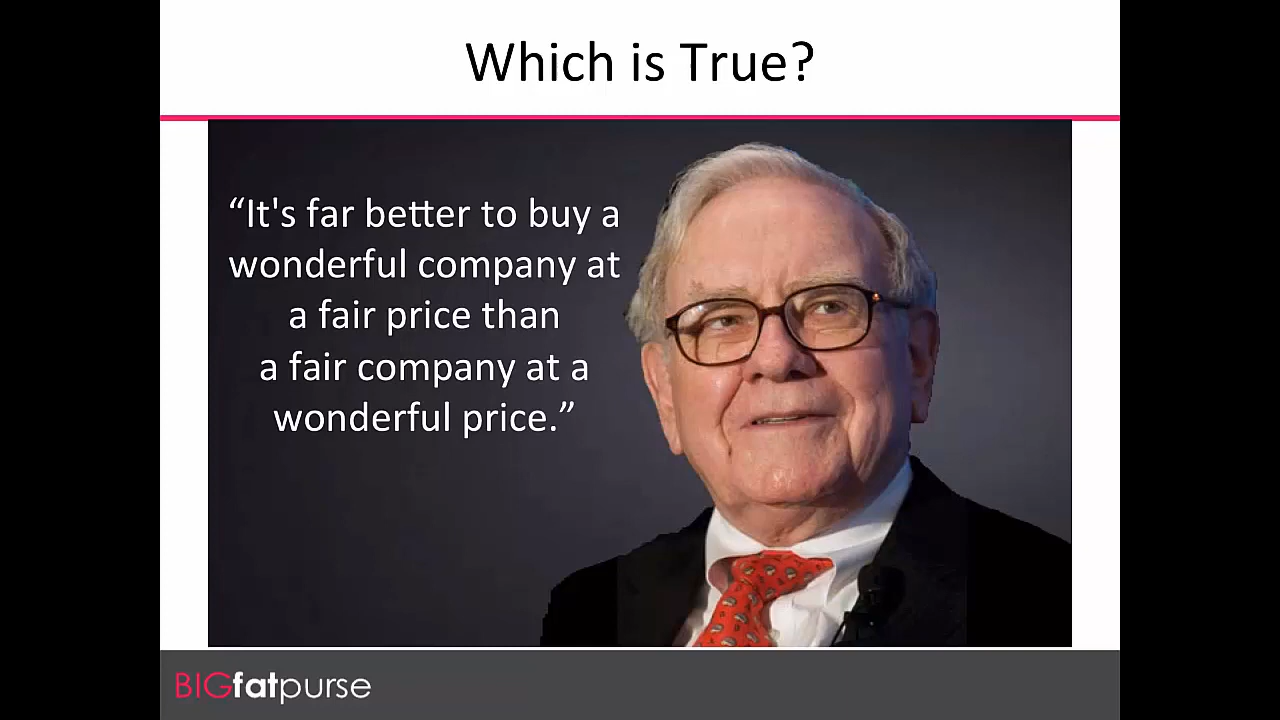 Which is True?
“It's far better to buy a
wonderful company at
a fair price than
a fair company at a
wonderful price.”
BIGfatpurse